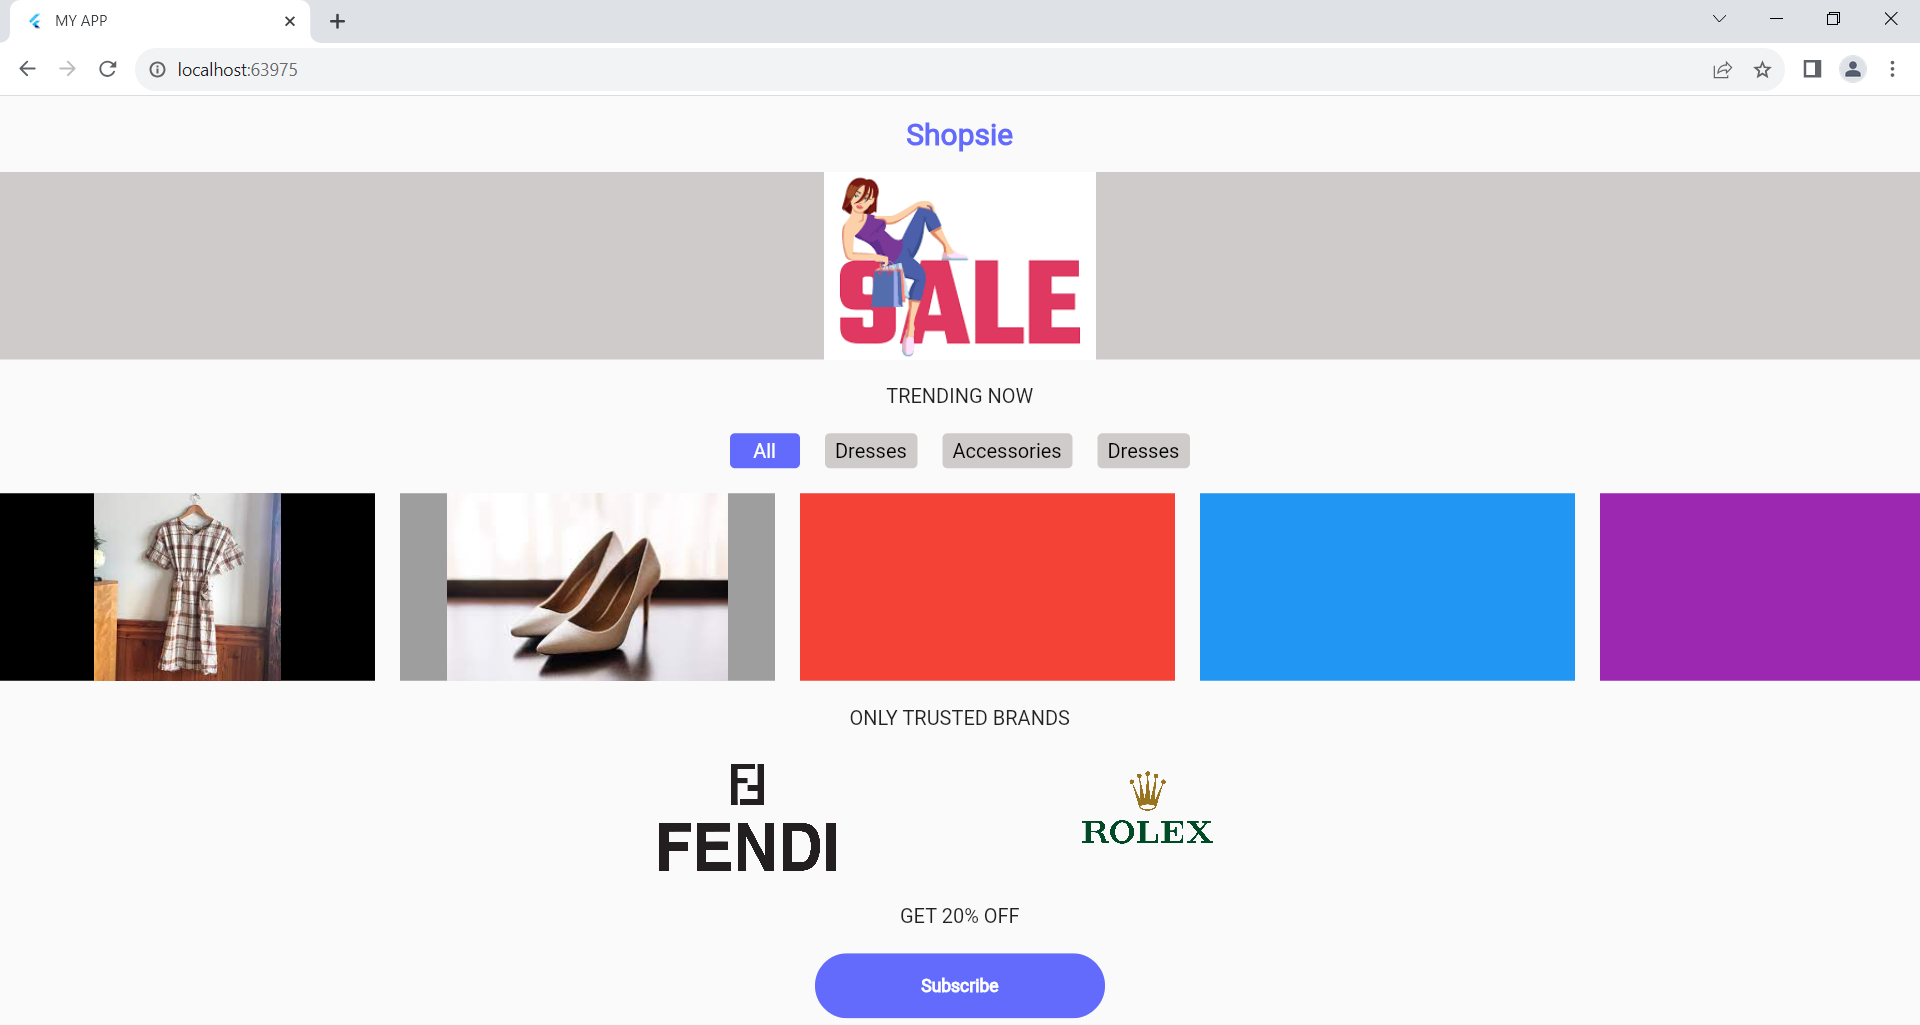 MY APP
localhost:63975
Shopsie
SALE
TRENDING NOW
All Dresses Accessories Dresses
ONLY TRUSTED BRANDS
FENDI
ROLEX
GET 20% OFF
Subscribe